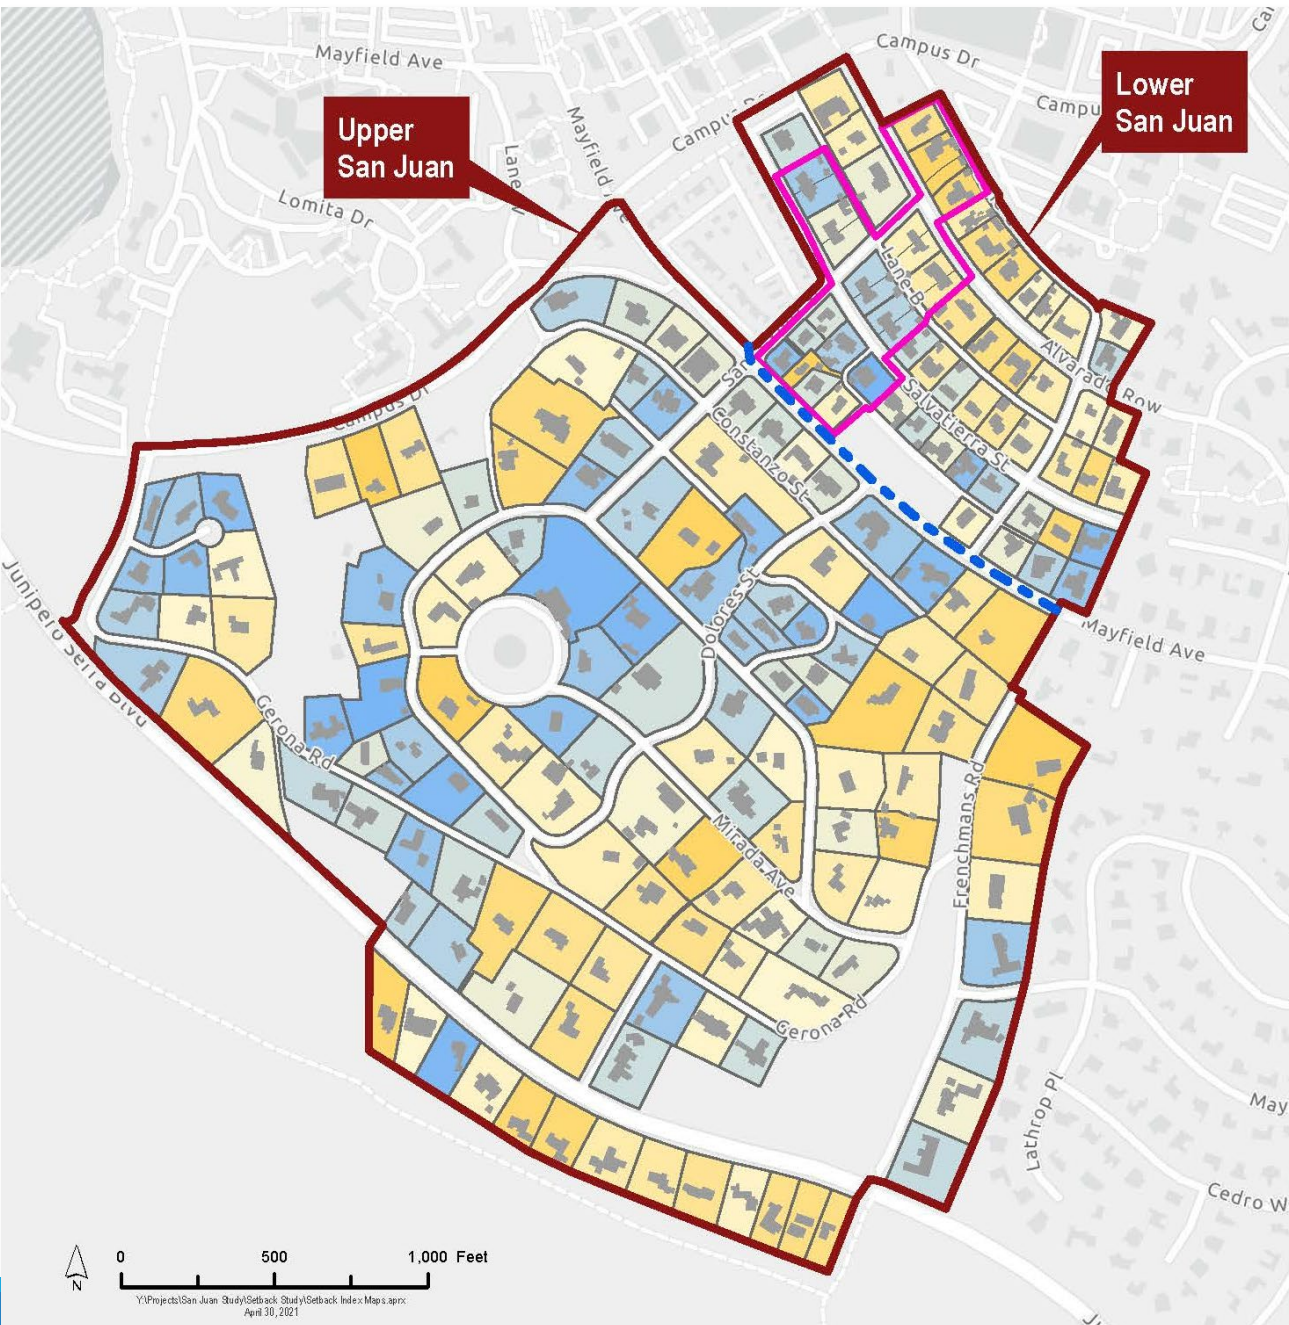 Mayfield Ave
Campus Dr
Lower
San Juan
Upper
San Juan
Mayfield Ave
Lomita Dr
Lane B
Alvarado Row
Campus Dr
Constanzo St
Salvatierra St
Mayfield Ave
Dolores St
Junipero Serra Blvd
Gerona Rd
Mirada Ave
Frenchmans Rd
Gerona Rd
Lathrop Pl
May
Cedro W
0 500 1,000 Feet
N
Y:\Projects\San Juan Study\Setback Study\Setback Index Maps.aprx
April 30, 2021